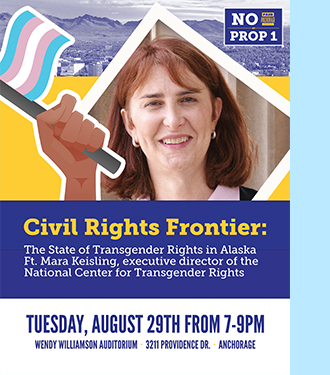 NO
PROP 1
Civil Rights Frontier:
The State of Transgender Rights in Alaska
Ft. Mara Keisling, executive director of the
National Center for Transgender Rights
TUESDAY, AUGUST 29TH FROM 7-9PM
WENDY WILLIAMSON AUDITORIUM · 3211 PROVIDENCE DR. · ANCHORAGE